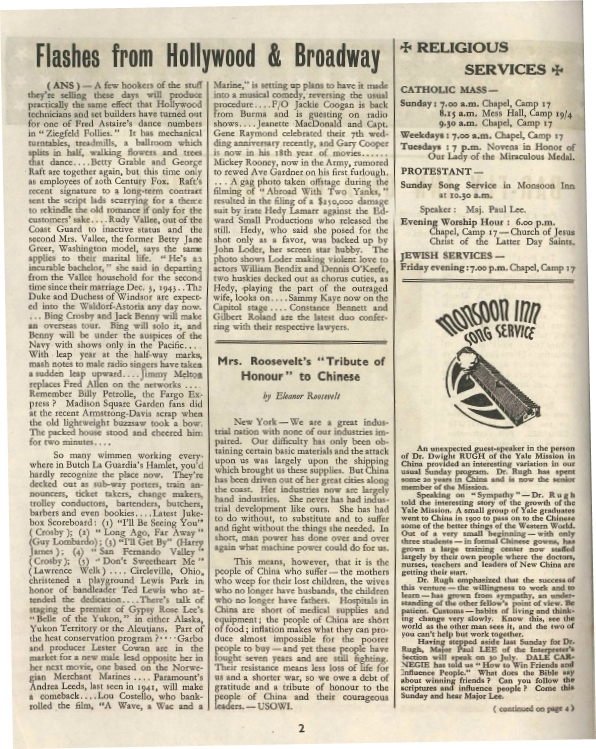 Flashes from Hollywood & Broadway
(ANS) — A few hookers of the stuff
they're selling these days will produce
practically the same effect that Hollywood
technicians and set builders have turned out
for one of Fred Astaire's dance numbers
in "Ziegfeld Follies." It has mechanical
turntables, treadmills, a ballroom which
splits in half, walking flowers and trees
that dance....Betty Grable and George
Raft are together again, but this time only
as employees of 20th Century Fox. Raft's
recent signature to a long-term contract
sent the script lads scurrying for a theme
to rekindle the old romance if only for the
customers' sake....Rudy Vallee, out of the
Coast Guard to inactive status and the
second Mrs. Vallee, the former Betty Jane
Greer, Washington model, says the same
applies to their marital life. "He's an
incurable bachelor," she said in departing
from the Vallee household for the second
time since their marriage Dec. 3, 1943..The
Duke and Duchess of Windsor are expect-
ed into the Waldorf-Astoria any day now.
... Bing Crosby and Jack Benny will make
an overseas tour. Bing will solo it, and
Benny will be under the auspices of the
Navy with shows only in the Pacific....
With leap year at the half-way marks,
mash notes to male radio singers have taken
a sudden leap upward....Jimmy Melton
replaces Fred Allen on the networks ....
Remember Billy Petrolle, the Fargo Ex-
press? Madison Square Garden fans did
at the recent Armstrong-Davis scrap when
the old lightweight buzzsaw took a bow.
The packed house stood and cheered him
for two minutes....
So many wimmen working every-
where in Butch La Guardia's Hamlet, you'd
hardly recognize the place now. They're
decked out as sub-way porters, train an-
nouncers, ticket takers, change makers,
trolley conductors, bartenders, butchers,
barbers and even bookies....Latest Juke-
box Scoreboard: (1) "I'll Be Seeing You"
(Crosby); (2) "Long Ago, Far Away"
(Guy Lombardo); (3) "I'll Get By" (Harry
James); (4) "San Fernando Valley"
(Crosby); (5) "Don't Sweetheart Me"
(Lawrence Welk) .... Circleville, Ohio,
christened a playground Lewis Park in
honor of bandleader Ted Lewis who at-
tended the dedication....There's talk of
staging the premier of Gypsy Rose Lee's
"Belle of the Yukon," in either Alaska,
Yukon Territory or the Aleutians. Part of
the heat conservation program?....Garbo
and producer Lester Cowan are in the
market for a new male lead opposite her in
her next movie, one based on the Norwe-
gian Merchant Marines .... Paramount's
Andrea Leeds, last seen in 1941, will make
a comeback....Lou Costello, who bank-
rolled the film, "A Wave, a Wac and a
Marine," is setting up plans to have it made
into a musical comedy, reversing the usual
procedure....F/O Jackie Coogan is back
from Burma and is guesting on radio
shows....Jeanette MacDonald and Capt.
Gene Raymond celebrated their 7th wed-
ding anniversary recently, and Gary Cooper
is now in his 18th year of movies.......
Mickey Rooney, now in the Army, rumored
to rewed Ave Gardner on his first furlough.
... A gag photo taken offstage during the
filming of "Abroad With Two Yanks,"
resulted in the filing of a $250,000 damage
suit by irate Hedy Lamarr against the Ed-
ward Small Productions who released the
still. Hedy, who said she posed for the
shot only as a favor, was backed up by
John Loder, her screen star hubby. The
photo shows Loder making violent love to
actors William Bendix and Dennis O'Keefe,
two huskies decked out as chorus cuties, as
Hedy, playing the part of the outraged
wife, looks on....Sammy Kaye now on the
Capitol stage .... Constance Bennett and
Gilbert Roland are the latest duo confer-
ring with their respective lawyers.
Mrs. Roosevelt's "Tribute of
Honour" to Chinese
by Eleanor Roosevelt
New York — We are a great indus-
trial nation with none of our industries im-
paired. Our difficulty has only been ob-
taining certain basic materials and the attack
upon us was largely upon the shipping
which brought us these supplies. But China
has been driven out of her great cities along
the coast. Her industries now are largely
hand industries. She never has had indus-
trial development like ours. She has had
to do without, to substitute and to suffer
and fight without the things she needed. In
short, man power has done over and over
again what machine power could do for us.
This means, however, that it is the
people of China who suffer — the mothers
who weep for their lost children, the wives
who no longer have husbands, the children
who no longer have fathers. Hospitals in
China are short of medical supplies and
equipment; the people of China are short
of food; inflation makes what they can pro-
duce almost impossible for the poorer
people to buy — and yet these people have
fought seven years and are still fighting.
Their resistance means less loss of life for
us and a shorter war, so we owe a debt of
gratitude and a tribute of honour to the
people of China and their courageous
leaders. — USOWI.
✠ RELIGIOUS
SERVICES ✠
CATHOLIC MASS —
Sunday: 7.00 a.m. Chapel, Camp 17
8.15 a.m. Mess Hall, Camp 19/4
9.30 a.m. Chapel, Camp 17
Weekdays: 7.00 a.m. Chapel, Camp 17
Tuesdays: 7 p.m. Novena in Honor of
Our Lady of the Miraculous Medal.
PROTESTANT —
Sunday Song Service in Monsoon Inn
at 10.30 a.m.
Speaker: Maj. Paul Lee.
Evening Worship Hour: 6.00 p.m.
Chapel, Camp 17 — Church of Jesus
Christ of the Latter Day Saints.
JEWISH SERVICES —
Friday evening: 7.00 p.m. Chapel, Camp 17
MONSOON INN
SONG SERVICE
An unexpected guest-speaker in the person
of Dr. Dwight RUGH of the Yale Mission in
China provided an interesting variation in our
usual Sunday program. Dr. Rugh has spent
some 20 years in China and is now the senior
member of the Mission.
Speaking on "Sympathy" — Dr. Rugh
told the interesting story of the growth of the
Yale Mission. A small group of Yale graduates
went to China in 1900 to pass on to the Chinese
some of the better things of the Western World.
Out of a very small beginning — with only
three students — in formal Chinese gowns, has
grown a large training center now staffed
largely by their own people where the doctors,
nurses, teachers and leaders of New China are
getting their start.
Dr. Rugh emphasized that the success of
this venture — the willingness to work and to
learn — has grown from sympathy, an under-
standing of the other fellow's point of view. Be
patient. Customs — habits of living and think-
ing change very slowly. Know this, see the
world as the other man sees it, and the two of
you can't help but work together.
Having stepped aside last Sunday for Dr.
Rugh, Major Paul LEE of the Interpreter's
Section will speak on 30 July. DALE CAR-
NEGIE has told us "How to Win Friends and
Influence People." What does the Bible say
about winning friends? Can you follow the
scriptures and influence people? Come this
Sunday and hear Major Lee.
(continued on page 4)
2